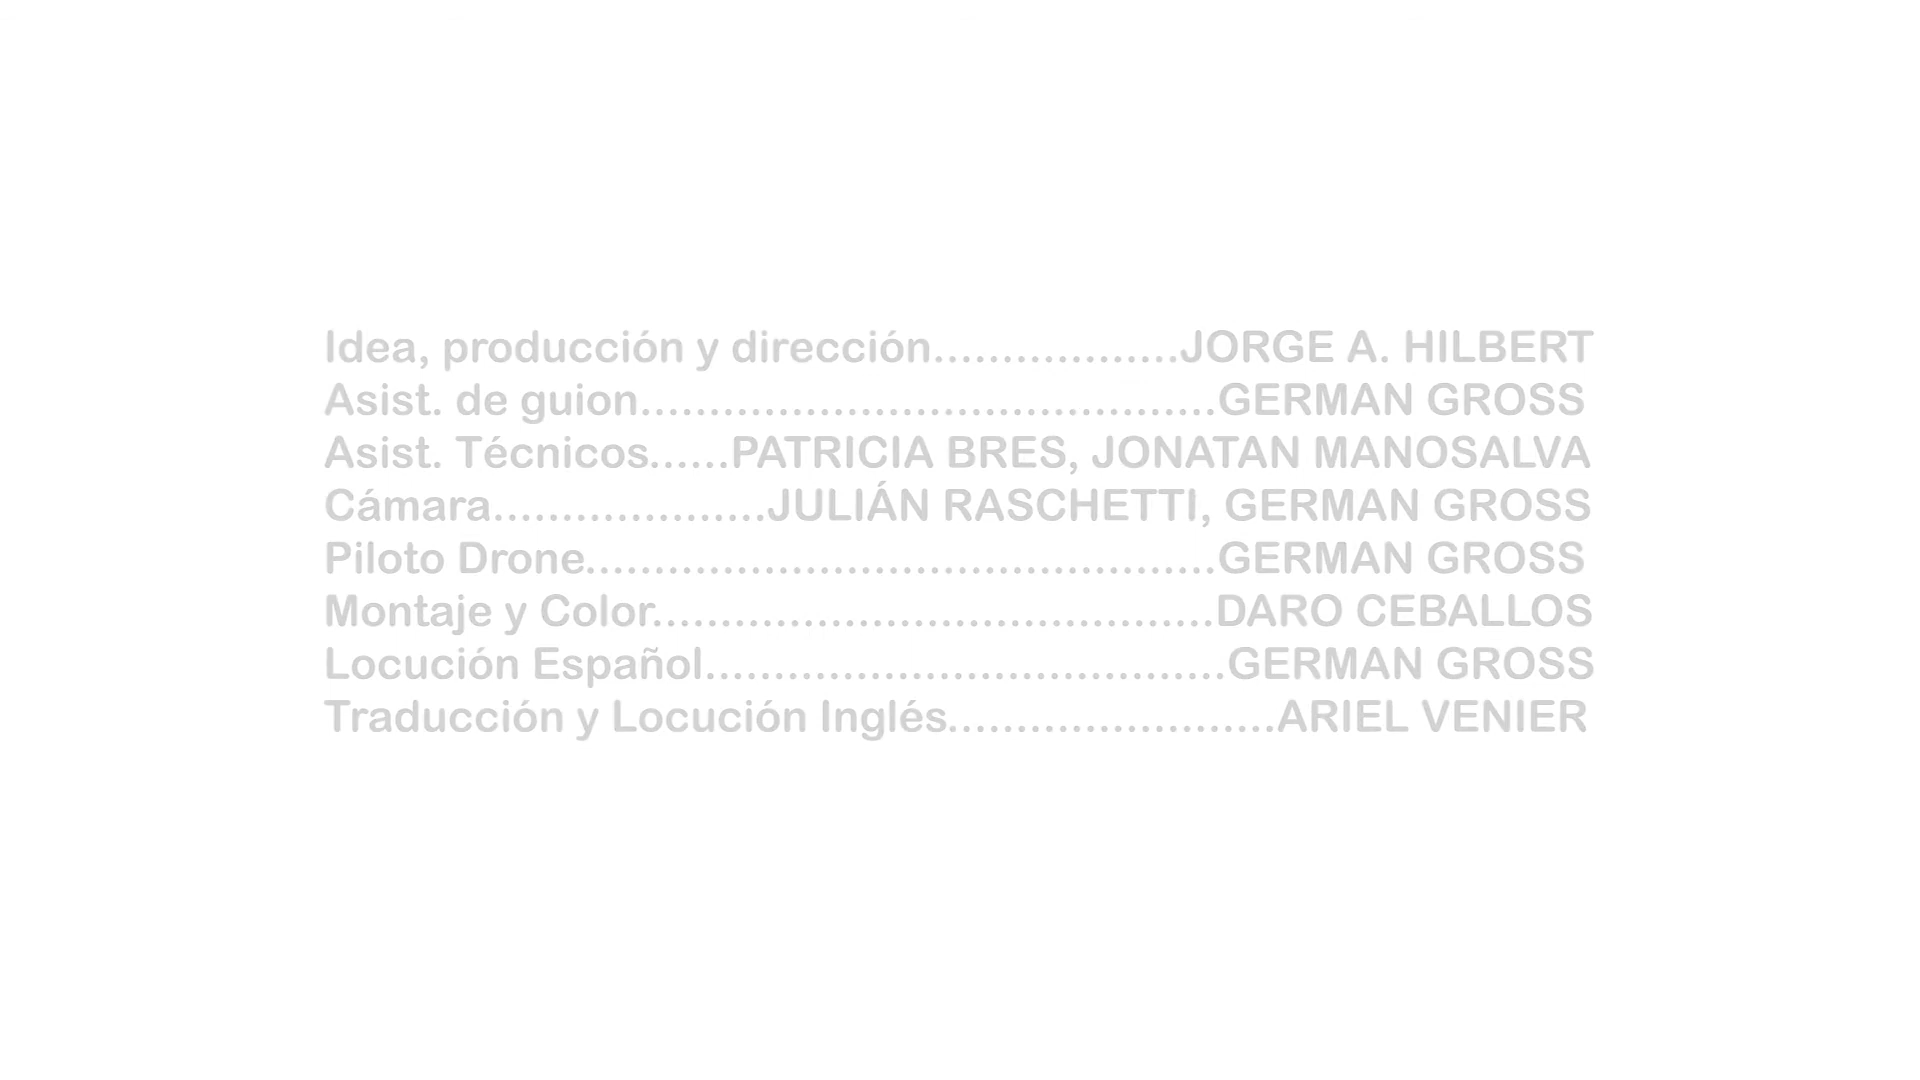 Idea, producción y dirección..................JORGE A. HILBERT
Asist. de guion..........................................GERMAN GROSS
Asist. Técnicos......PATRICIA BRES, JONATAN MANOSALVA
Cámara....................JULIÁN RASCHETTI, GERMAN GROSS
Piloto Drone..............................................GERMAN GROSS
Montaje y Color.........................................DARO CEBALLOS
Locución Español......................................GERMAN GROSS
Traducción y Locución Inglés........................ARIEL VENIER